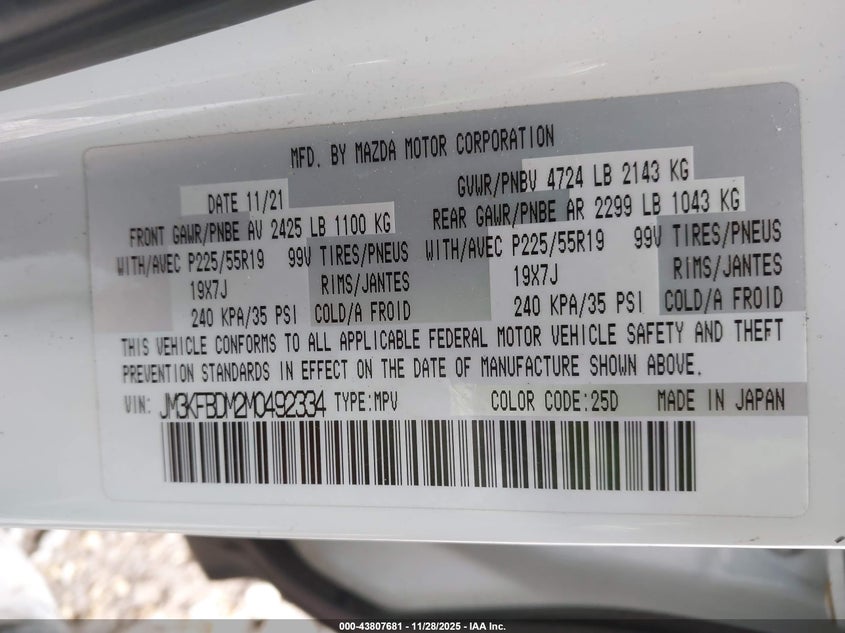 MFD. BY MAZDA MOTOR CORPORATION
DATE 11/21
GVWR/PNBV 4724 LB 2143 KG
FRONT GAWR/PNBE AV 2425 LB 1100 KG
REAR GAWR/PNBE AR 2299 LB 1043 KG
WITH/AVEC P225/55R19 99V TIRES/PNEUS
WITH/AVEC P225/55R19 99V TIRES/PNEUS
19X7J RIMS/JANTES
19X7J RIMS/JANTES
240 KPA/35 PSI COLD/A FROID
240 KPA/35 PSI COLD/A FROID
THIS VEHICLE CONFORMS TO ALL APPLICABLE FEDERAL MOTOR VEHICLE SAFETY AND THEFT
PREVENTION STANDARDS IN EFFECT ON THE DATE OF MANUFACTURE SHOWN ABOVE.
VIN: JM3KFBDM2M0492334 TYPE:MPV COLOR CODE:25D MADE IN JAPAN
000-43807681 - 11/28/2025 - IAA Inc.